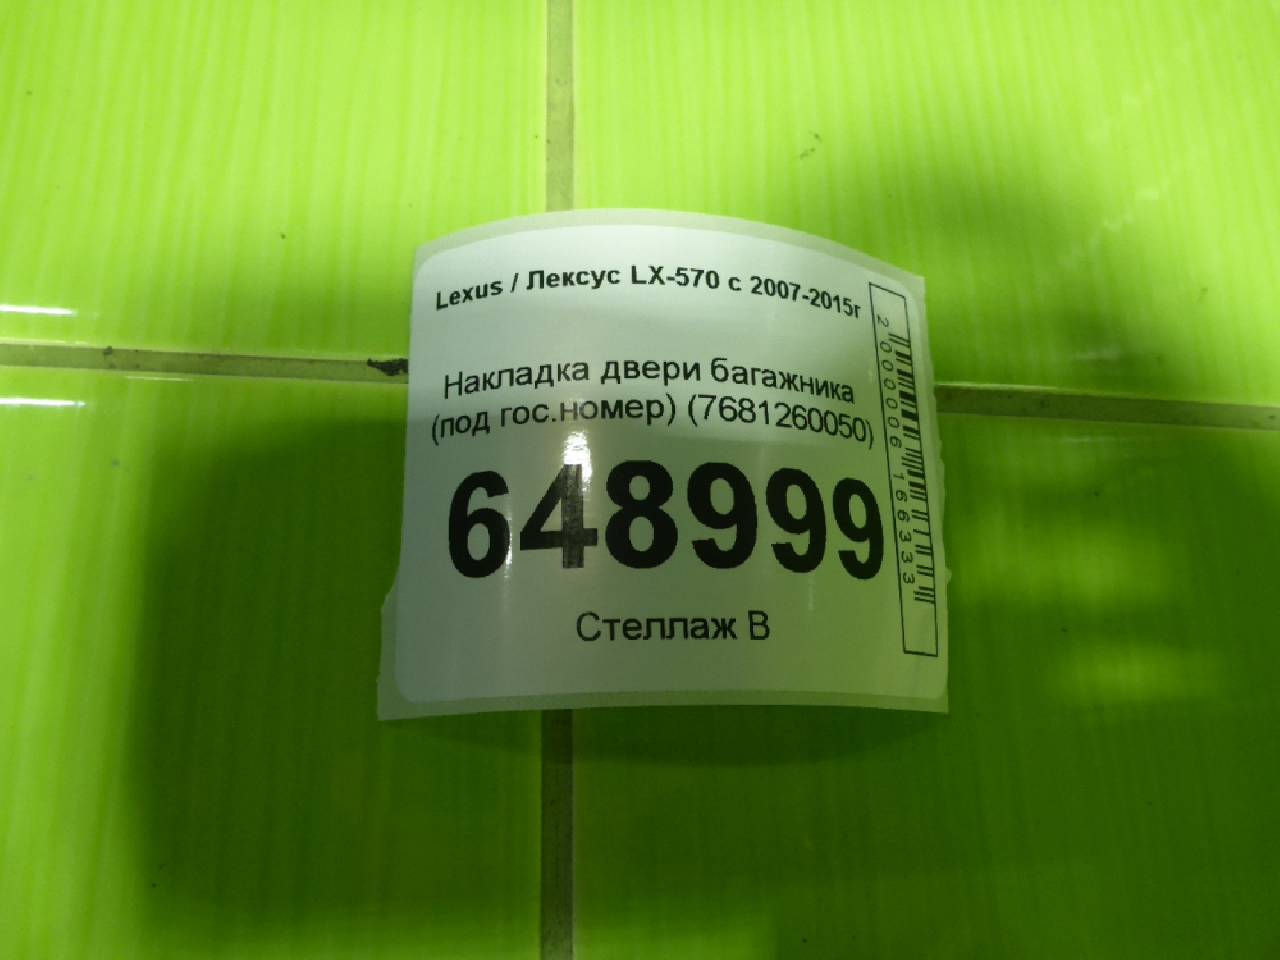 Lexus / Лексус LX-570 с 2007-2015г
Накладка двери багажника
(под гос.номер) (7681260050)
648999
Стеллаж В
2000006166333